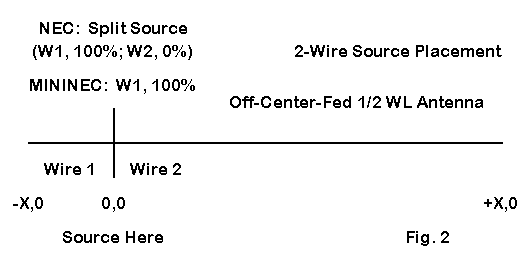 NEC: Split Source
(W1, 100%; W2, 0%)
2-Wire Source Placement
MININEC: W1, 100%
Off-Center-Fed 1/2 WL Antenna
Wire 1
Wire 2
-X,0
0,0
+X,0
Source Here
Fig. 2